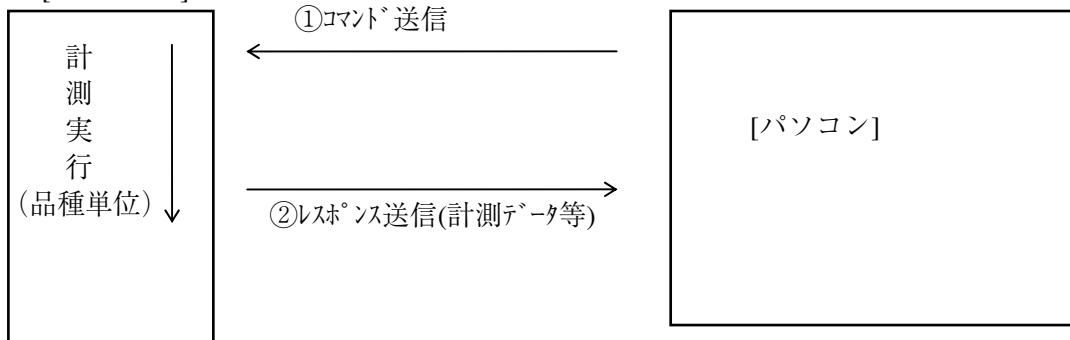 ①ｺﾏﾝﾄﾞ送信
計
測
実
行
(品種単位)
[パソコン]
②ﾚｽﾎﾟﾝｽ送信(計測ﾃﾞｰﾀ等)